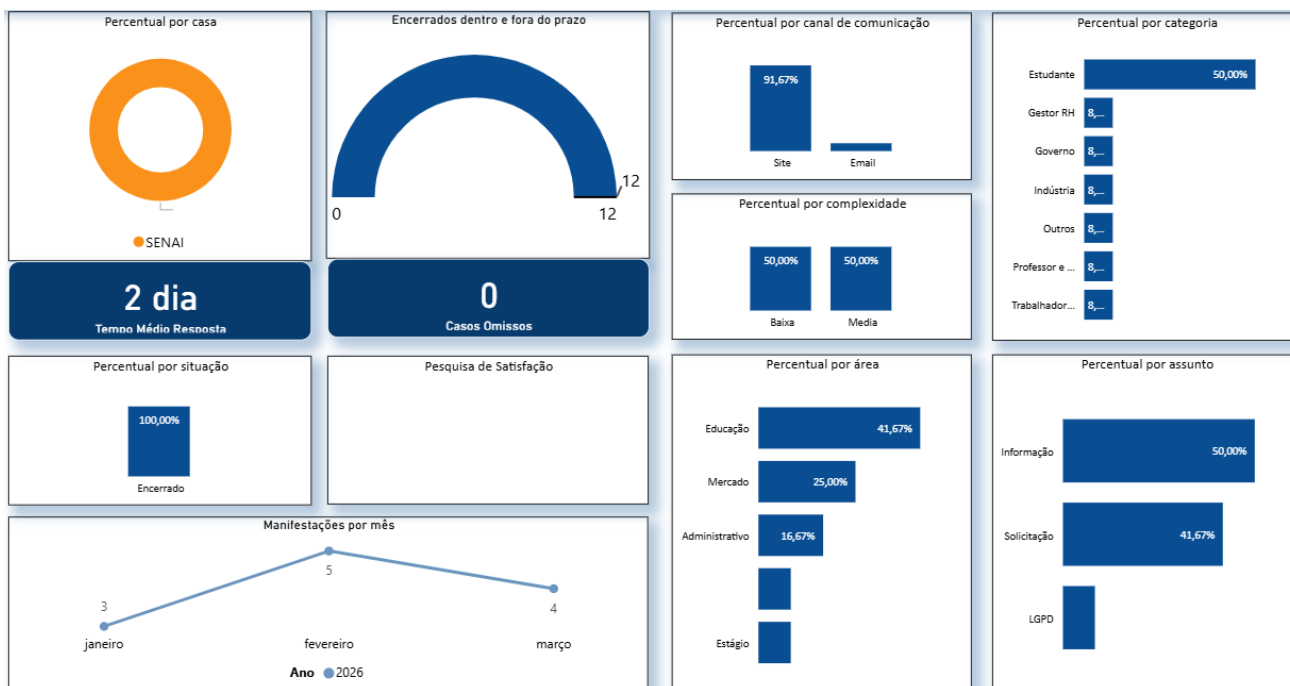 Percentual por casa
SENAI
2 dia
Tempo Médio Resposta
Encerrados dentro e fora do prazo
0
12
12
0
Casos Omissos
Percentual por canal de comunicação
91,67%
Site
Email
Percentual por complexidade
50,00%
50,00%
Baixa
Media
Percentual por categoria
Estudante
50,00%
Gestor RH
8,...
Governo
8,...
Indústria
8,...
Outros
8,...
Professor e ...
8,...
Trabalhador...
8,...
Percentual por situação
100,00%
Encerrado
Pesquisa de Satisfação
Manifestações por mês
3
5
4
janeiro
fevereiro
março
Ano
2026
Percentual por área
Educação
41,67%
Mercado
25,00%
Administrativo
16,67%
Estágio
Percentual por assunto
Informação
50,00%
Solicitação
41,67%
LGPD